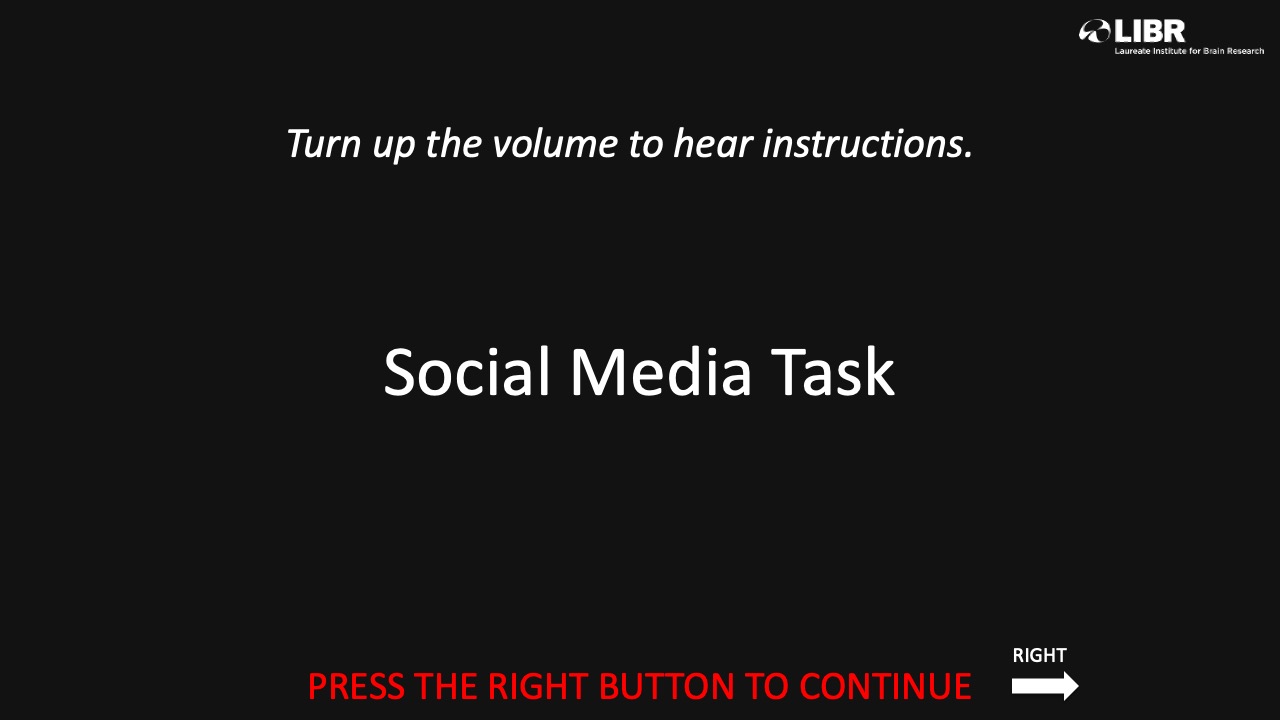 LIBR
Laureate Institute for Brain Research
Turn up the volume to hear instructions.
Social Media Task
RIGHT
PRESS THE RIGHT BUTTON TO CONTINUE